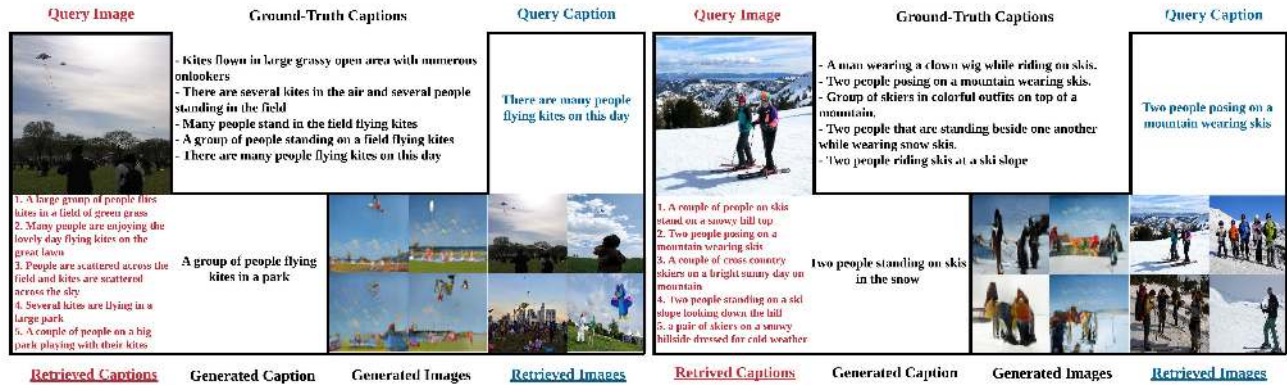 Query Image
Ground-Truth Captions
Query Caption
- Kites flown in large grassy open area with numerous
onlookers
- There are several kites in the air and several people
standing in the field
- Many people stand in the field flying kites
- A group of people standing on a field flying kites
- There are many people flying kites on this day
There are many people
flying kites on this day
1. A large group of people flies
kites in a field of green grass
2. Many people are enjoying the
lovely day flying kites on the
great lawn
3. People are scattered across the
field and kites are scattered
across the sky
4. Several kites are flying in a
large park
5. A couple of people on a big
park playing with their kites
A group of people flying
kites in a park
Retrieved Captions
Generated Caption
Generated Images
Retrieved Images
Query Image
Ground-Truth Captions
Query Caption
- A man wearing a clown wig while riding on skis.
- Two people posing on a mountain wearing skis.
- Group of skiers in colorful outfits on top of a
mountain.
- Two people that are standing beside one another
while wearing snow skis.
- Two people riding skis at a ski slope
Two people posing on a
mountain wearing skis
1. A couple of people on skis
stand on a snowy hill top
2. Two people posing on a
mountain wearing skis
3. A couple of cross country
skiers on a bright sunny day on
mountain
4. Two people standing on a ski
slope looking down the hill
5. a pair of skiers on a snowy
hillside dressed for cold weather
Two people standing on skis
in the snow
Retrived Captions
Generated Caption
Generated Images
Retrieved Images